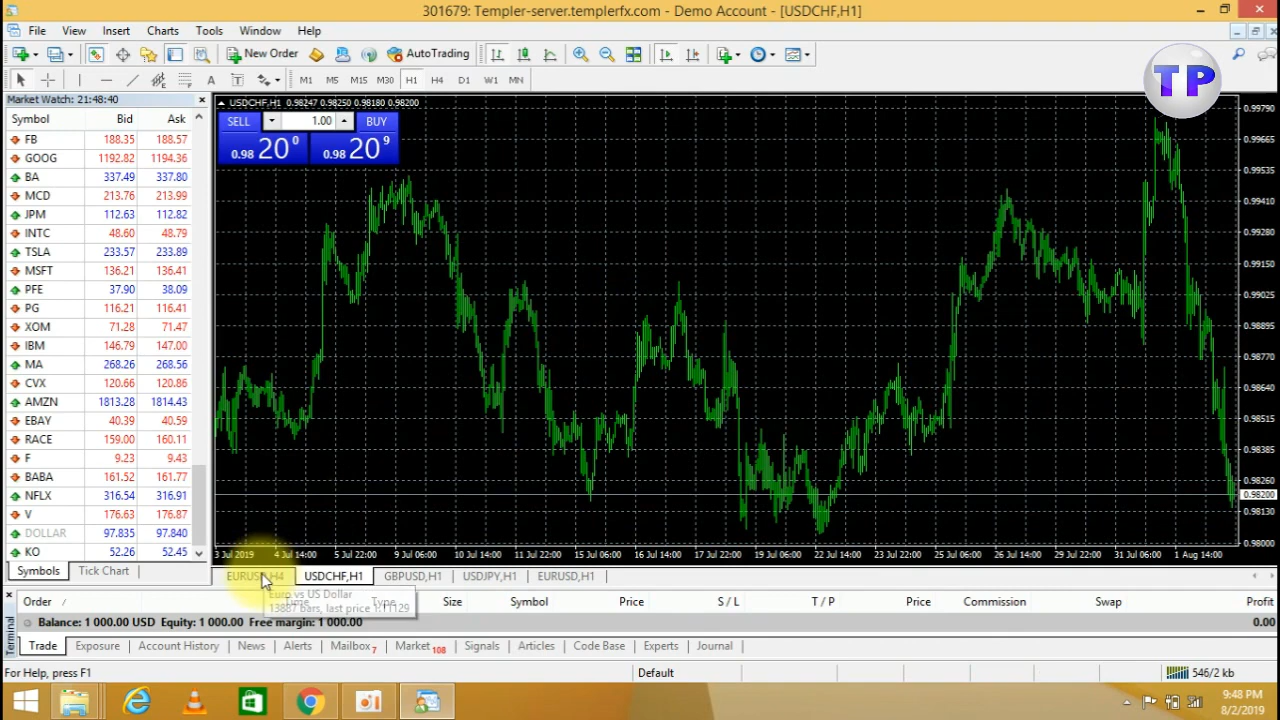 301679: Templer-server.templerfx.com - Demo Account - [USDCHF,H1]
File View Insert Charts Tools Window Help
New Order AutoTrading
A T M1 M5 M15 M30 H1 H4 D1 W1 MN
TP
Market Watch: 21:48:40
Symbol Bid Ask
FB 188.35 188.57
GOOG 1192.82 1194.36
BA 337.49 337.80
MCD 213.76 213.99
JPM 112.63 112.82
INTC 48.60 48.79
TSLA 233.57 233.89
MSFT 136.21 136.41
PFE 37.90 38.09
PG 116.21 116.41
XOM 71.28 71.47
IBM 146.79 147.00
MA 268.26 268.56
CVX 120.66 120.86
AMZN 1813.28 1814.43
EBAY 40.39 40.59
RACE 159.00 160.11
F 9.23 9.43
BABA 161.52 161.77
NFLX 316.54 316.91
V 176.63 176.87
DOLLAR 97.835 97.840
KO 52.26 52.45
Symbols Tick Chart
USDCHF,H1 0.98247 0.98250 0.98180 0.98200
SELL 1.00 BUY
0.98 20 0 0.98 20 9
0.99790
0.99665
0.99535
0.99410
0.99280
0.99150
0.99025
0.98895
0.98770
0.98640
0.98515
0.98385
0.98260
0.98200
0.98130
0.98000
3 Jul 2019 4 Jul 14:00 5 Jul 22:00 9 Jul 06:00 10 Jul 14:00 11 Jul 22:00 15 Jul 06:00 16 Jul 14:00 17 Jul 22:00 19 Jul 06:00 22 Jul 14:00 23 Jul 22:00 25 Jul 06:00 26 Jul 14:00 29 Jul 22:00 31 Jul 06:00 1 Aug 14:00
EURUSD,H4 USDCHF,H1 GBPUSD,H1 USDJPY,H1 EURUSD,H1
Euro vs US Dollar
13887 bars, last price 1.11129
Order / Time Type Size Symbol Price S / L T / P Price Commission Swap Profit
Balance: 1 000.00 USD Equity: 1 000.00 Free margin: 1 000.00 0.00
Terminal
Trade Exposure Account History News Alerts Mailbox 7 Market 108 Signals Articles Code Base Experts Journal
For Help, press F1 Default 546/2 kb
9:48 PM
8/2/2019